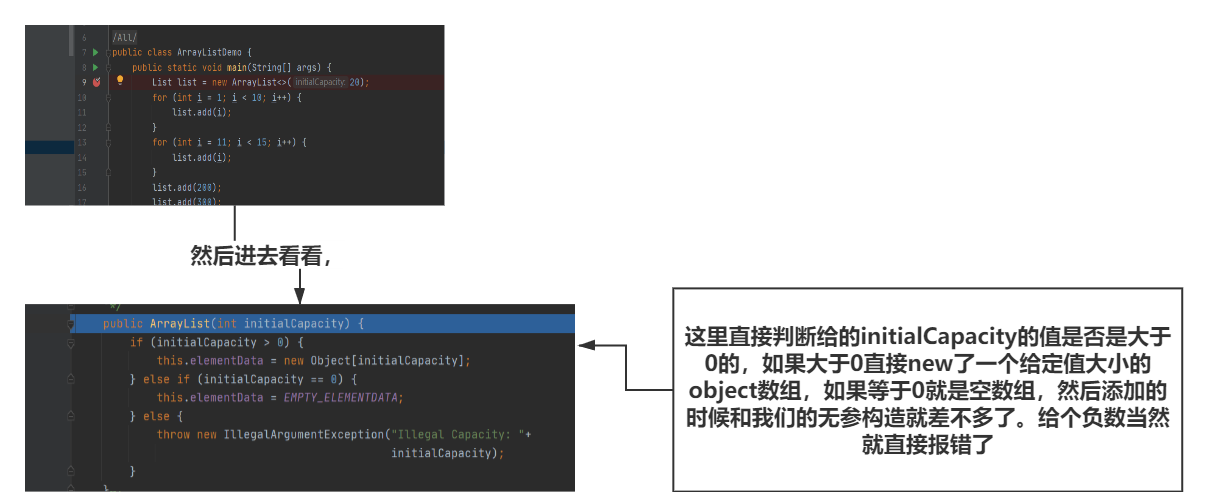 6 /All/
7 public class ArrayListDemo {
8 public static void main(String[] args) {
9 List list = new ArrayList<>( initialCapacity: 20);
10 for (int i = 1; i < 10; i++) {
11 list.add(i);
12 }
13 for (int i = 11; i < 15; i++) {
14 list.add(i);
15 }
16 list.add(200);
17 list.add(300);
然后进去看看，
*/
public ArrayList(int initialCapacity) {
if (initialCapacity > 0) {
this.elementData = new Object[initialCapacity];
} else if (initialCapacity == 0) {
this.elementData = EMPTY_ELEMENTDATA;
} else {
throw new IllegalArgumentException("Illegal Capacity: "+
initialCapacity);
}
}
这里直接判断给的initialCapacity的值是否是大于
0的，如果大于0直接new了一个给定值大小的
object数组，如果等于0就是空数组，然后添加的
时候和我们的无参构造就差不多了。给个负数当然
就直接报错了